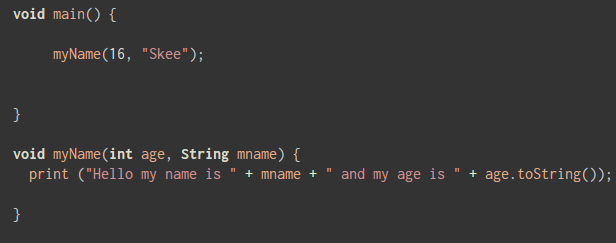 void main() {
myName(16, "Skee");
}
void myName(int age, String mname) {
print ("Hello my name is " + mname + " and my age is " + age.toString());
}